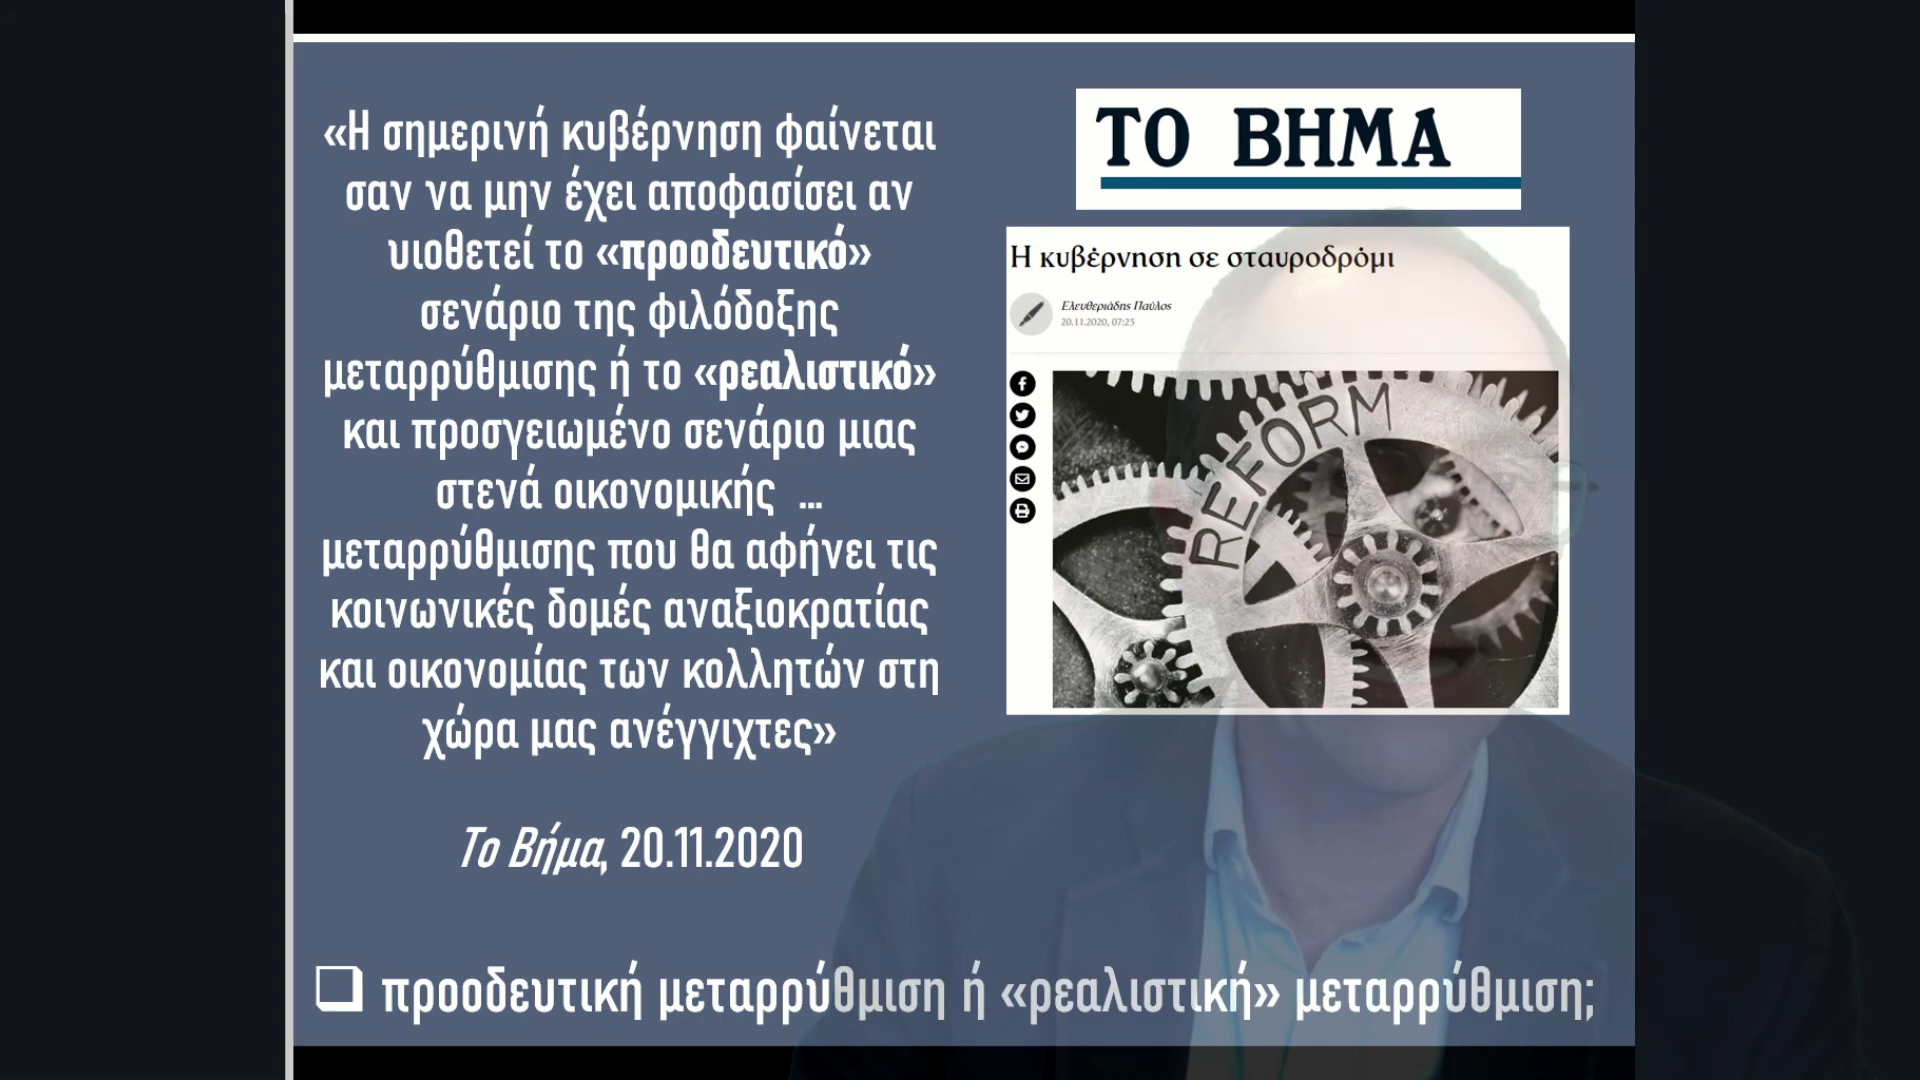 «Η σημερινή κυβέρνηση φαίνεται
σαν να μην έχει αποφασίσει αν
υιοθετεί το «προοδευτικό»
σενάριο της φιλόδοξης
μεταρρύθμισης ή το «ρεαλιστικό»
και προσγειωμένο σενάριο μιας
στενά οικονομικής ...
μεταρρύθμισης που θα αφήνει τις
κοινωνικές δομές αναξιοκρατίας
και οικονομίας των κολλητών στη
χώρα μας ανέγγιχτες»
Το Βήμα, 20.11.2020
ΤΟ ΒΗΜΑ
Η κυβέρνηση σε σταυροδρόμι
Ελευθεριάδης Παύλος
20.11.2020, 07:25
REFORM
❑ προοδευτική μεταρρύθμιση ή «ρεαλιστική» μεταρρύθμιση;